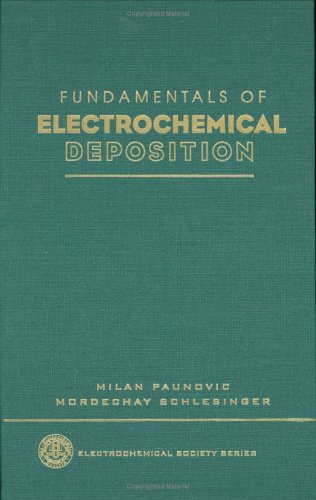 FUNDAMENTALS OF
ELECTROCHEMICAL
DEPOSITION
MILAN PAUNOVIC
MORDECHAY SCHLESINGER
ELECTROCHEMICAL SOCIETY SERIES